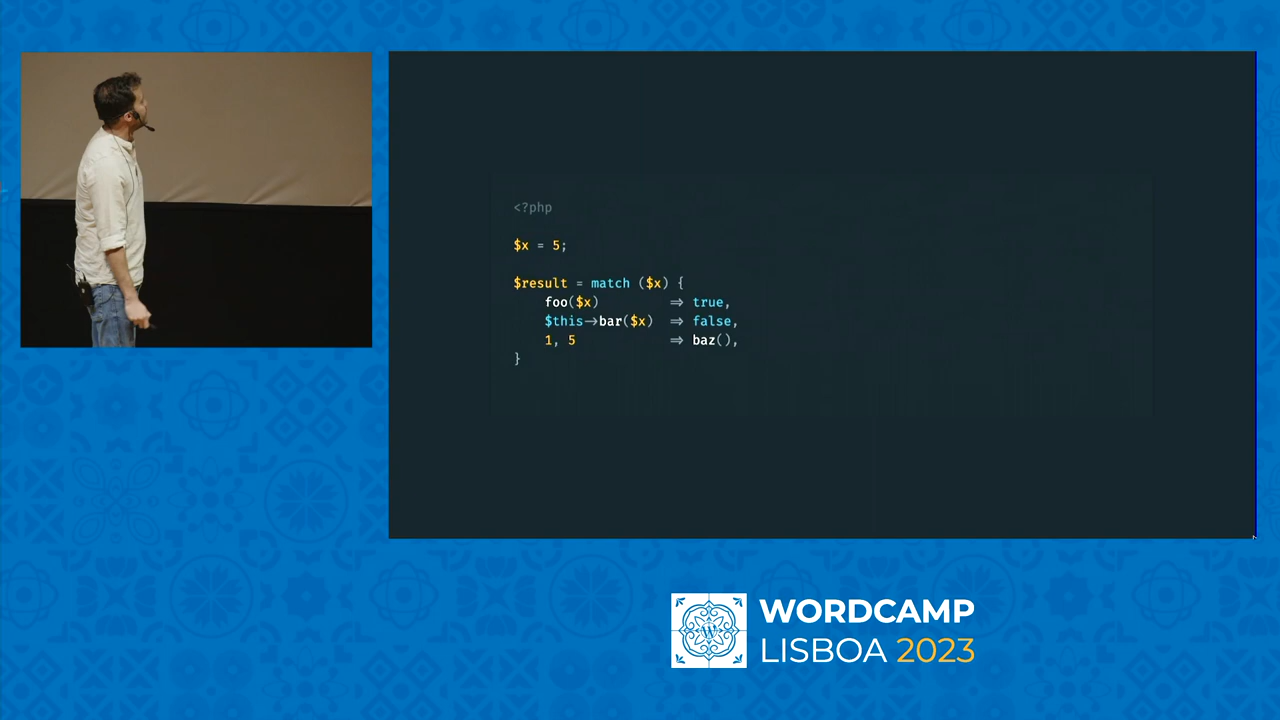 <?php
$x = 5;
$result = match ($x) {
    foo($x)         => true,
    $this->bar($x)  => false,
    1, 5            => baz(),
}
WORDCAMP
LISBOA 2023